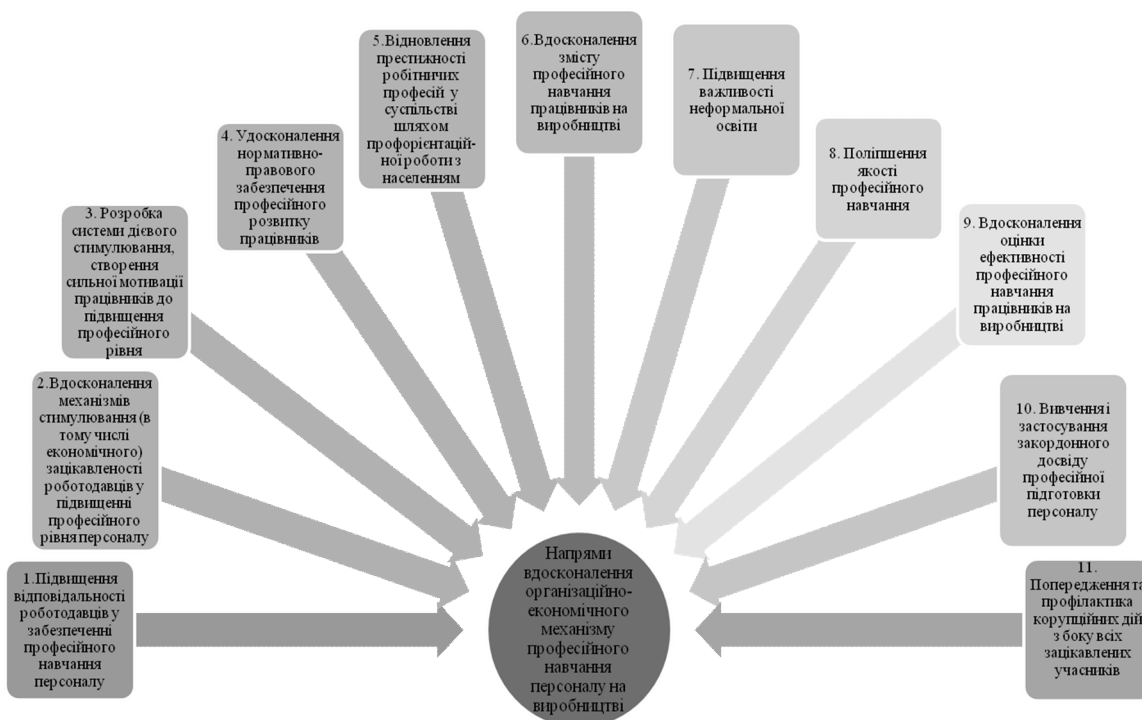 1.Підвищення
відповідальності
роботодавців у
забезпеченні
професійного
навчання
персоналу
2.Вдосконалення
механізмів
стимулювання (в
тому числі
економічного)
зацікавленості
роботодавців у
підвищенні
професійного
рівня персоналу
3. Розробка
системи дієвого
стимулювання,
створення
сильної мотивації
працівників до
підвищення
професійного
рівня
4. Удосконалення
нормативно-
правового
забезпечення
професійного
розвитку
працівників
5.Відновлення
престижності
робітничих
професій у
суспільстві
шляхом
профорієнтацій-
ної роботи з
населенням
6.Вдосконалення
змісту
професійного
навчання
працівників на
виробництві
7. Підвищення
важливості
неформальної
освіти
8. Поліпшення
якості
професійного
навчання
9. Вдосконалення
оцінки
ефективності
професійного
навчання
працівників на
виробництві
10. Вивчення і
застосування
закордонного
досвіду
професійної
підготовки
персоналу
11.
Попередження та
профілактика
корупційних дій
з боку всіх
зацікавлених
учасників
Напрями
вдосконалення
організаційно-
економічного
механізму
професійного
навчання
персоналу на
виробництві